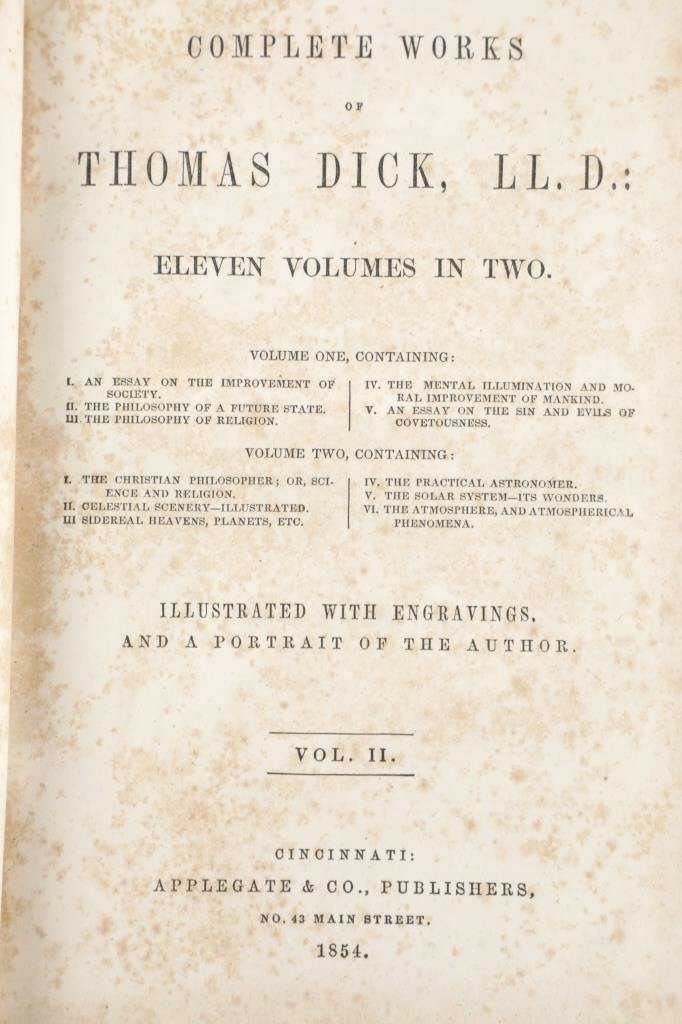 COMPLETE WORKS
OF
THOMAS DICK, LL. D.:
ELEVEN VOLUMES IN TWO.
VOLUME ONE, CONTAINING:
I. AN ESSAY ON THE IMPROVEMENT OF
SOCIETY.
II. THE PHILOSOPHY OF A FUTURE STATE.
III. THE PHILOSOPHY OF RELIGION.
IV. THE MENTAL ILLUMINATION AND MO-
RAL IMPROVEMENT OF MANKIND.
V. AN ESSAY ON THE SIN AND EVILS OF
COVETOUSNESS.
VOLUME TWO, CONTAINING:
I. THE CHRISTIAN PHILOSOPHER; OR, SCI-
ENCE AND RELIGION.
II. CELESTIAL SCENERY—ILLUSTRATED.
III SIDEREAL HEAVENS, PLANETS, ETC.
IV. THE PRACTICAL ASTRONOMER.
V. THE SOLAR SYSTEM—ITS WONDERS.
VI. THE ATMOSPHERE, AND ATMOSPHERICAL
PHENOMENA.
ILLUSTRATED WITH ENGRAVINGS,
AND A PORTRAIT OF THE AUTHOR.
VOL. II.
CINCINNATI:
APPLEGATE & CO., PUBLISHERS,
NO. 43 MAIN STREET.
1854.